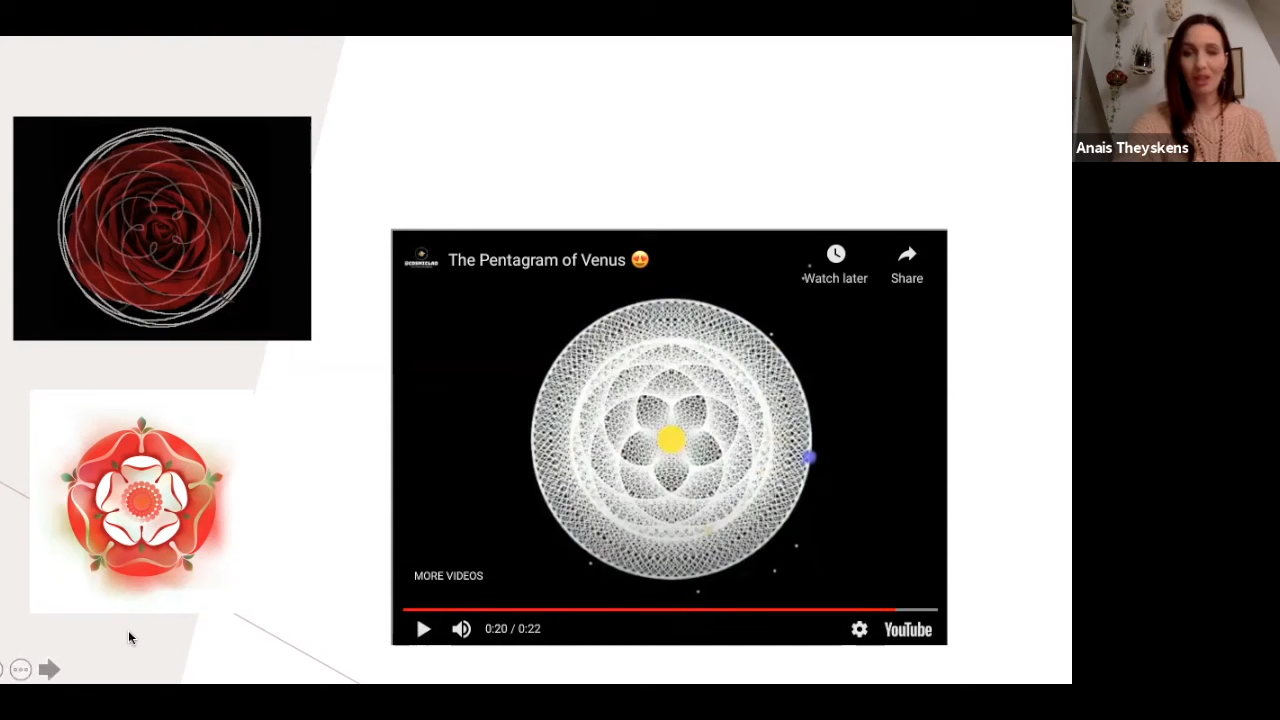 Anais Theyskens
The Pentagram of Venus
Watch later
Share
MORE VIDEOS
0:20 / 0:22
YouTube